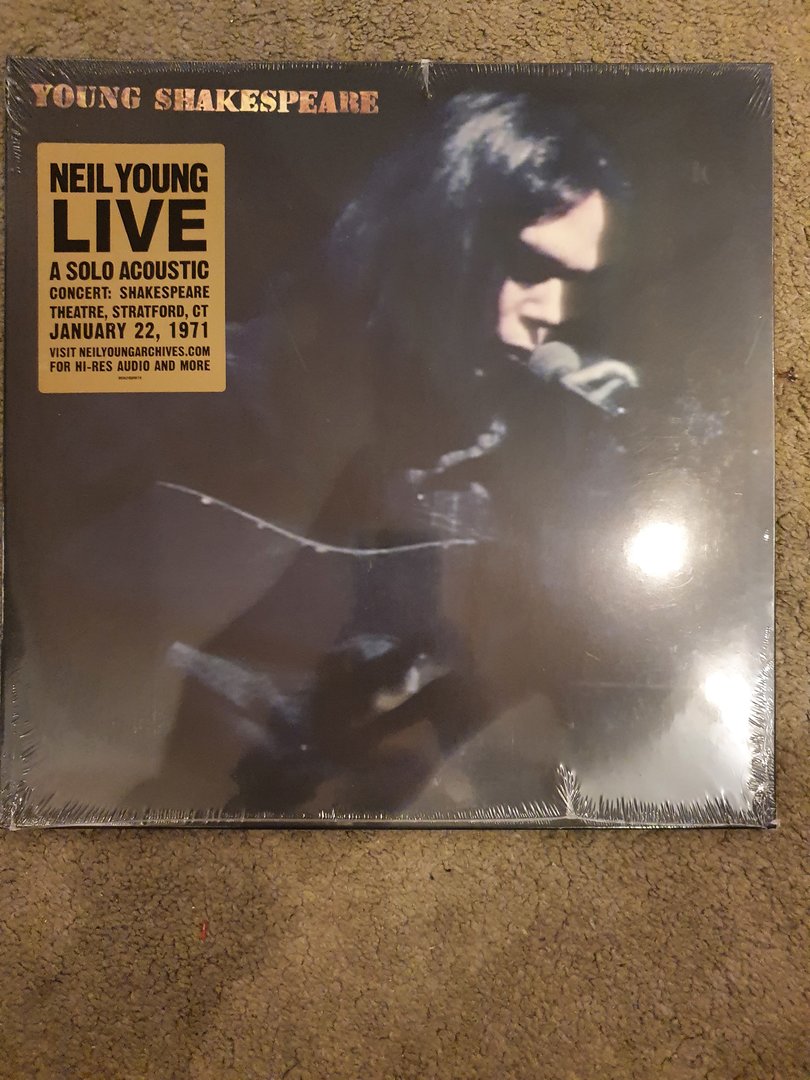 YOUNG SHAKESPEARE
NEIL YOUNG
LIVE
A SOLO ACOUSTIC
CONCERT: SHAKESPEARE
THEATRE, STRATFORD, CT
JANUARY 22, 1971
VISIT NEILYOUNGARCHIVES.COM
FOR HI-RES AUDIO AND MORE